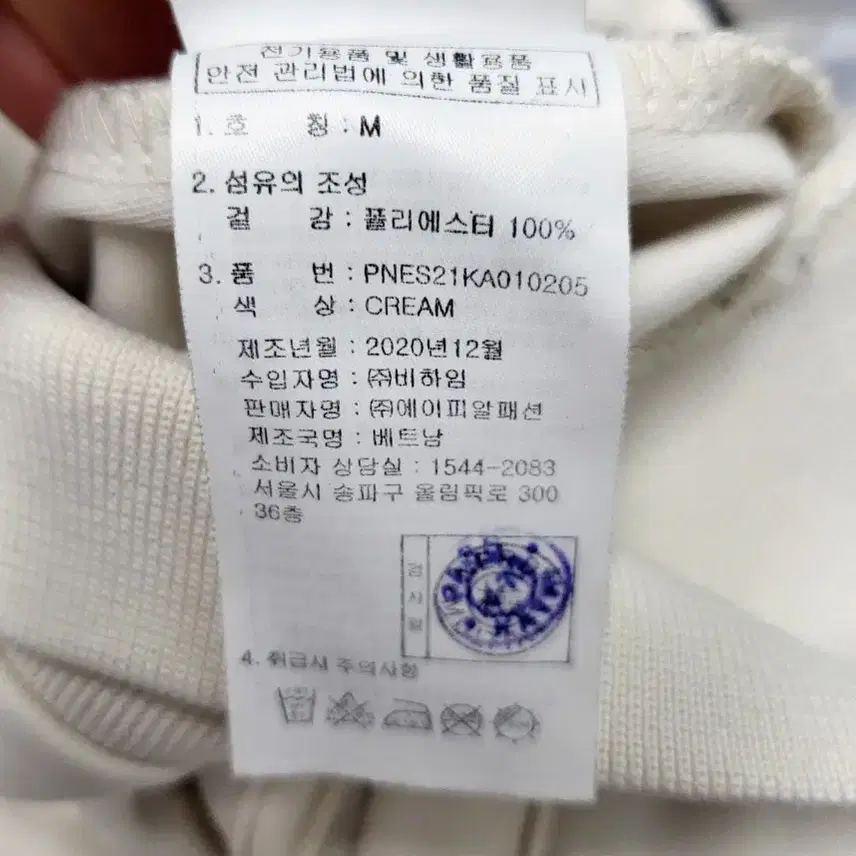 전기용품 및 생활용품
안전 관리법에 의한 품질 표시
1. 호 칭 : M
2. 섬유의 조성
겉 감 : 폴리에스터 100%
3. 품 번 : PNES21KA010205
색 상 : CREAM
제조년월 : 2020년12월
수입자명 : ㈜비하임
판매자명 : ㈜에이피알패션
제조국명 : 베트남
소비자 상담실 : 1544-2083
서울시 송파구 올림픽로 300
36층
검사필
4. 취급시 주의사항